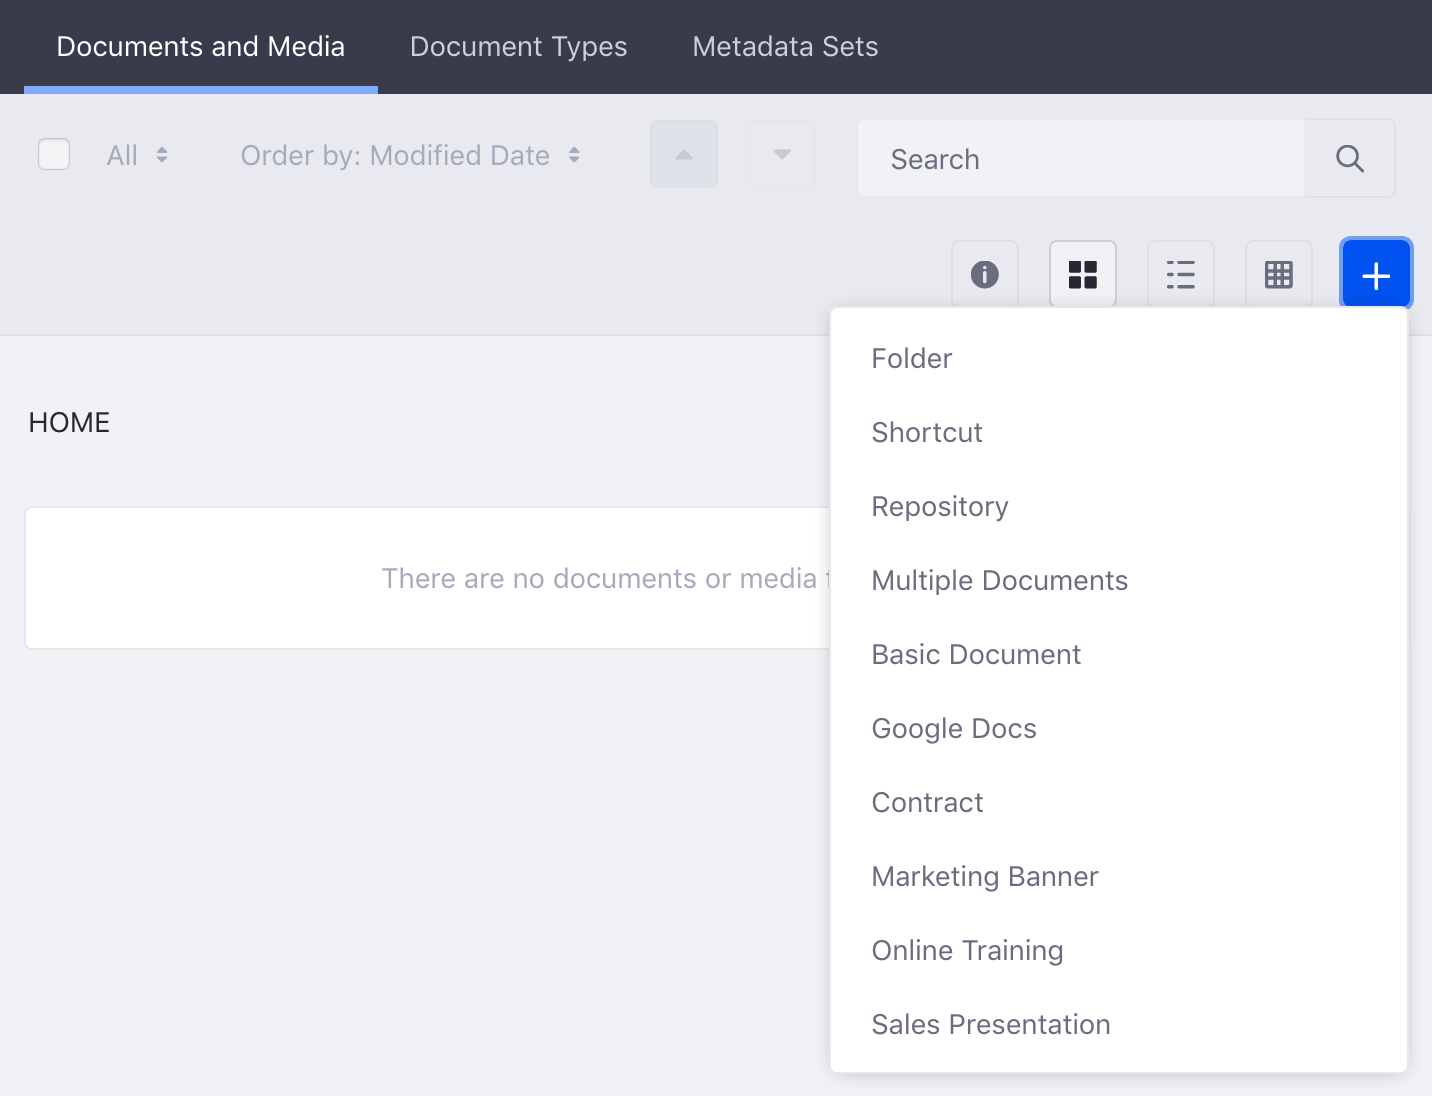 Documents and Media Document Types Metadata Sets
All Order by: Modified Date Search
HOME
There are no documents or media
Folder
Shortcut
Repository
Multiple Documents
Basic Document
Google Docs
Contract
Marketing Banner
Online Training
Sales Presentation